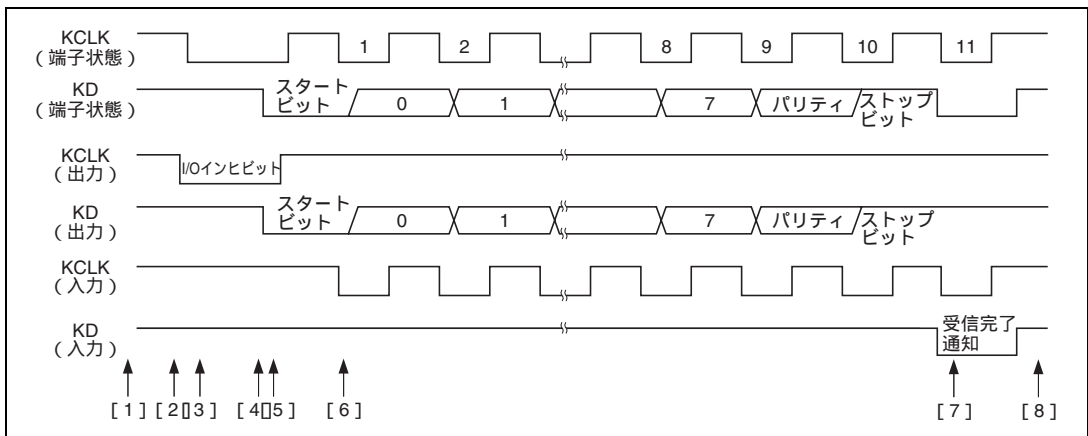 KCLK
（端子状態）
1 2 8 9 10 11
KD
（端子状態）
スタート
ビット
0 1 7 パリティ
ストップ
ビット
KCLK
（出力）
I/Oインヒビット
KD
（出力）
スタート
ビット
0 1 7 パリティ
ストップ
ビット
KCLK
（入力）
KD
（入力）
受信完了
通知
[1] [2][3] [4][5] [6] [7] [8]